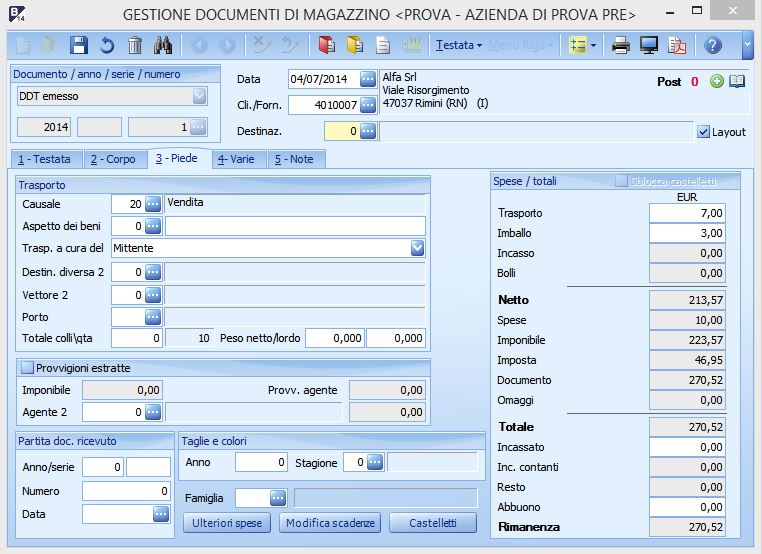 B 14 GESTIONE DOCUMENTI DI MAGAZZINO <PROVA - AZIENDA DI PROVA PRE>
Testata Menu Riga
Documento / anno / serie / numero
DDT emesso
2014 1
Data 04/07/2014
Cli./Forn. 4010007
Destinaz. 0
Alfa Srl
Viale Risorgimento
47037 Rimini (RN) (I)
Post 0
Layout
1 - Testata 2 - Corpo 3 - Piede 4- Varie 5 - Note
Trasporto
Causale 20 Vendita
Aspetto dei beni 0
Trasp. a cura del Mittente
Destin. diversa 2 0
Vettore 2 0
Porto
Totale colli\qta 0 10 Peso netto/lordo 0,000 0,000
Provvigioni estratte
Imponibile 0,00 Provv. agente 0,00
Agente 2 0 0,00
Partita doc. ricevuto
Anno/serie 0
Numero 0
Data
Taglie e colori
Anno 0 Stagione 0
Famiglia
Ulteriori spese Modifica scadenze Castelletti
Spese / totali Sblocca castelletti
EUR
Trasporto 7,00
Imballo 3,00
Incasso 0,00
Bolli 0,00
Netto 213,57
Spese 10,00
Imponibile 223,57
Imposta 46,95
Documento 270,52
Omaggi 0,00
Totale 270,52
Incassato 0,00
Inc. contanti 0,00
Resto 0,00
Abbuono 0,00
Rimanenza 270,52